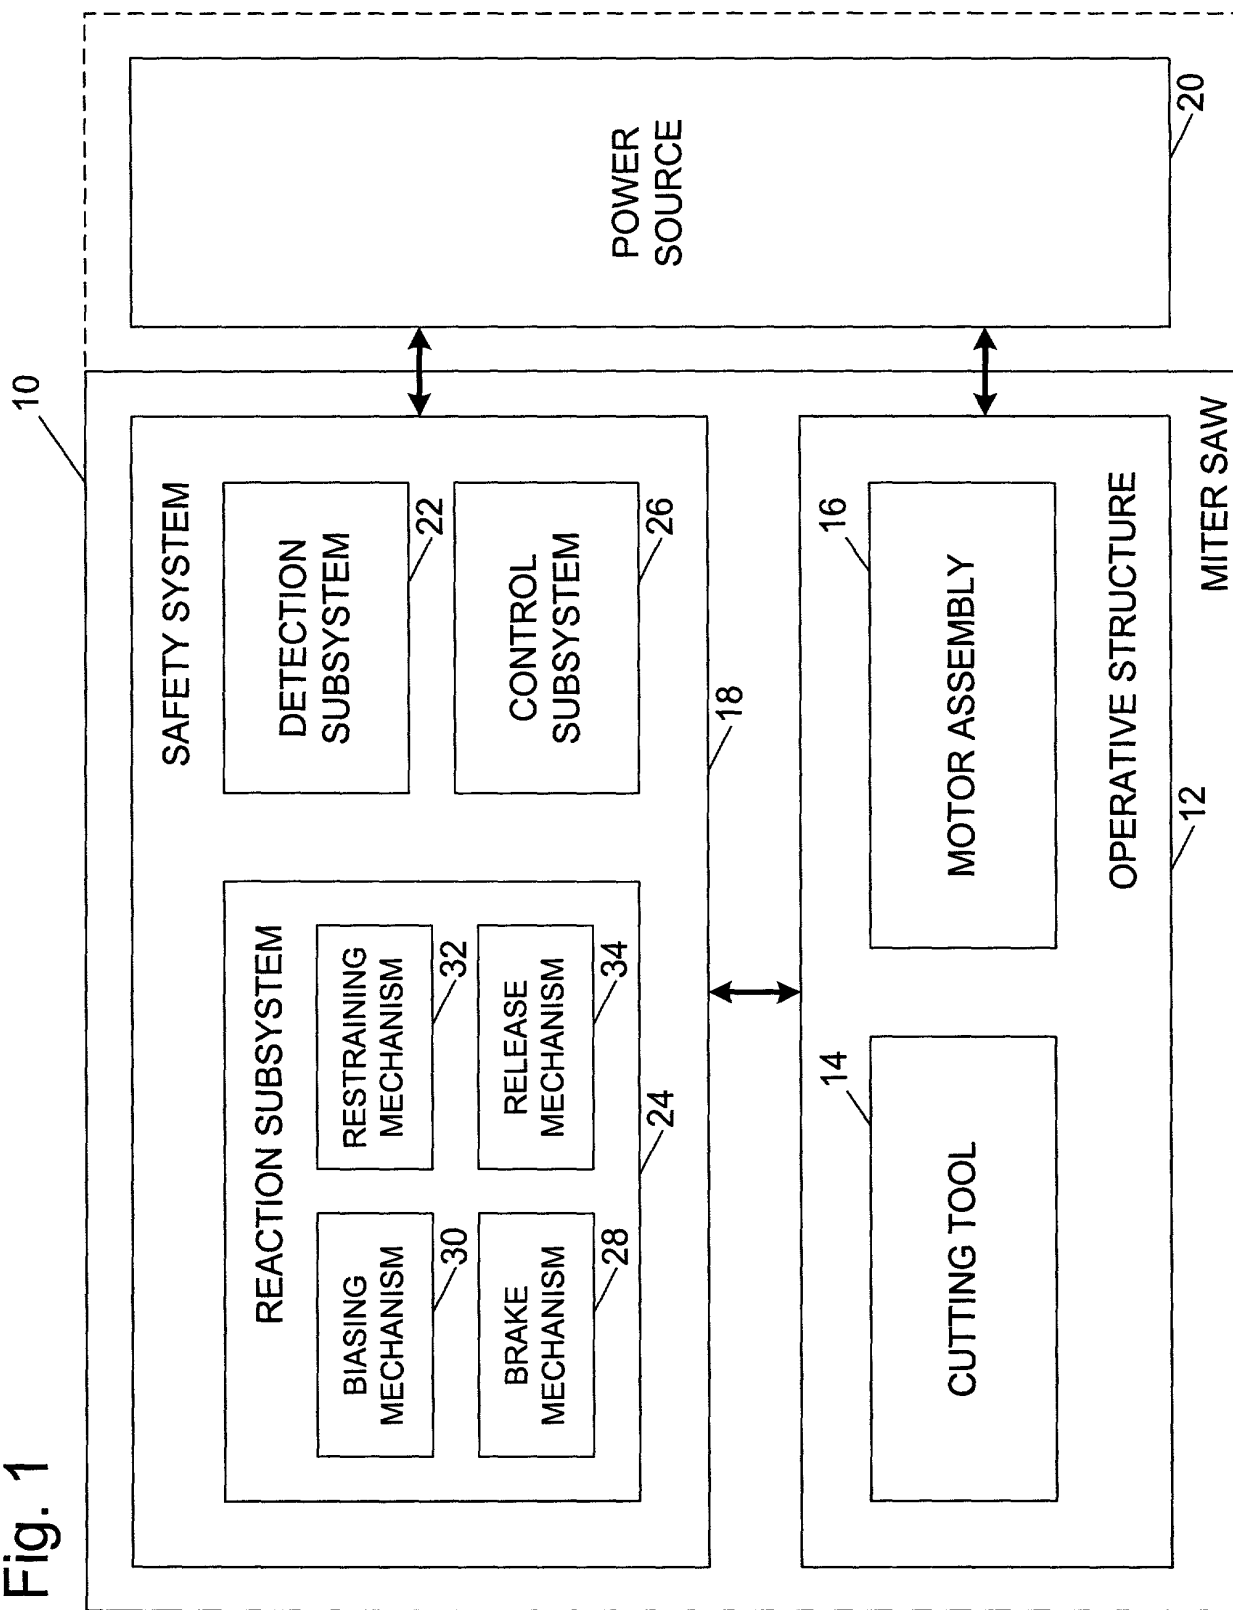 Fig. 1
10
SAFETY SYSTEM
REACTION SUBSYSTEM
BIASING
MECHANISM
30
RESTRAINING
MECHANISM
32
BRAKE
MECHANISM
28
RELEASE
MECHANISM
34
24
DETECTION
SUBSYSTEM
22
CONTROL
SUBSYSTEM
26
18
14
CUTTING TOOL
16
MOTOR ASSEMBLY
OPERATIVE STRUCTURE
12
MITER SAW
POWER
SOURCE
20